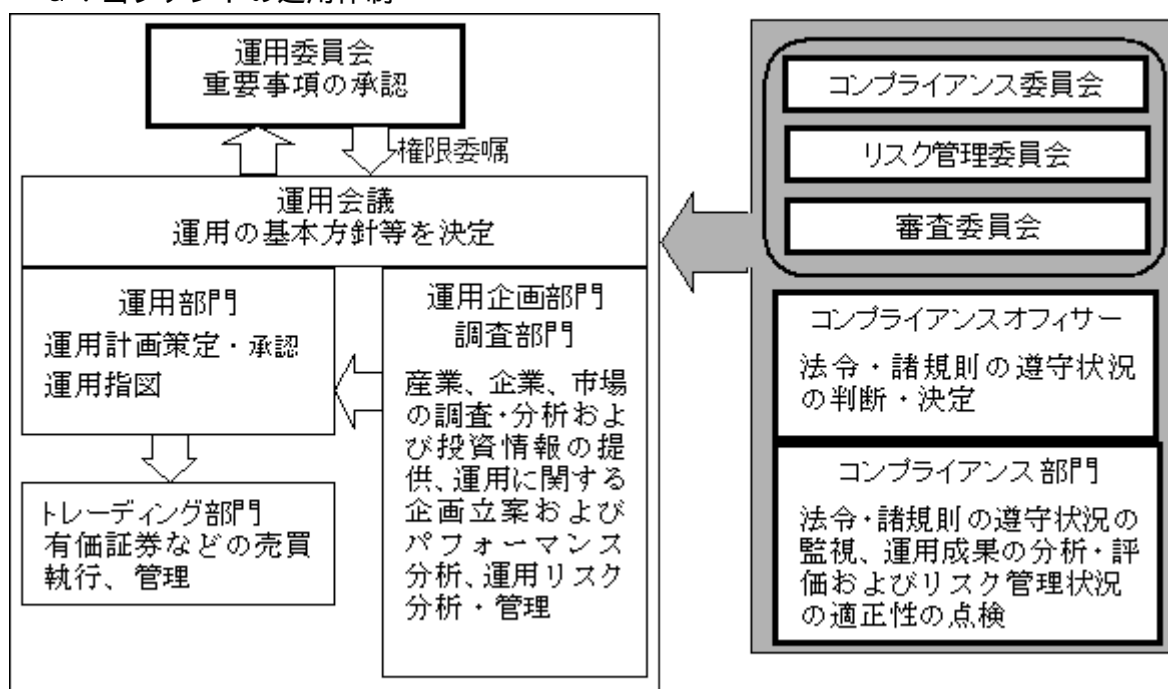 運用委員会
重要事項の承認
権限委嘱
運用会議
運用の基本方針等を決定
運用部門
運用計画策定・承認
運用指図
運用企画部門
調査部門
産業、企業、市場
の調査・分析およ
び投資情報の提
供、運用に関する
企画立案および
パフォーマンス
分析、運用リスク
分析・管理
トレーディング部門
有価証券などの売買
執行、管理
コンプライアンス委員会
リスク管理委員会
審査委員会
コンプライアンスオフィサー
法令・諸規則の遵守状況
の判断・決定
コンプライアンス部門
法令・諸規則の遵守状況の
監視、運用成果の分析・評
価およびリスク管理状況
の適正性の点検